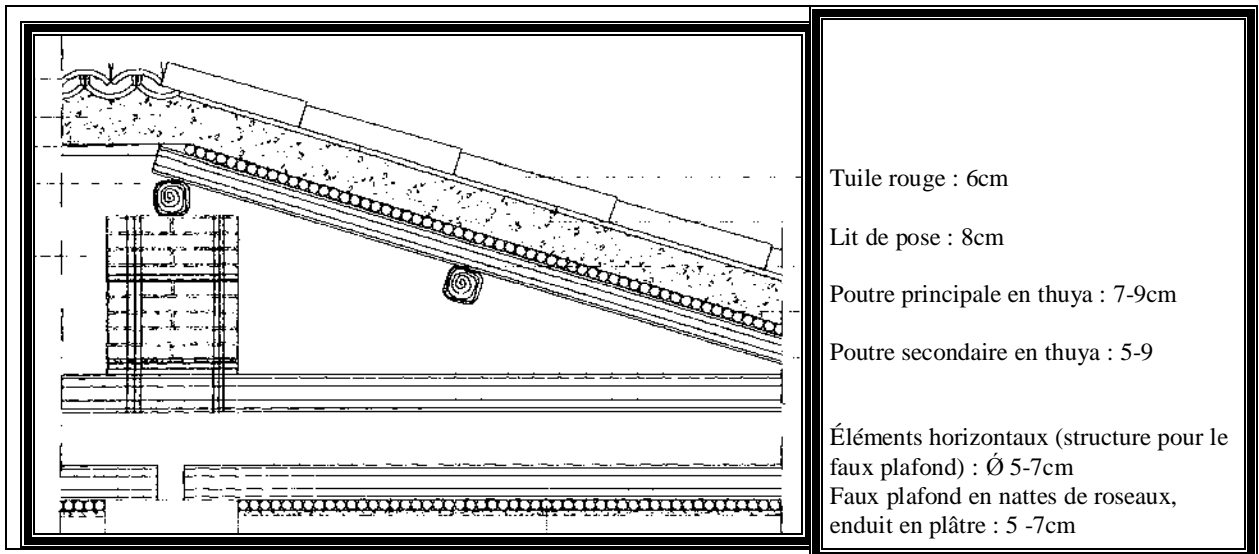 Tuile rouge : 6cm
Lit de pose : 8cm
Poutre principale en thuya : 7-9cm
Poutre secondaire en thuya : 5-9
Éléments horizontaux (structure pour le
faux plafond) : Ǿ 5-7cm
Faux plafond en nattes de roseaux,
enduit en plâtre : 5 -7cm